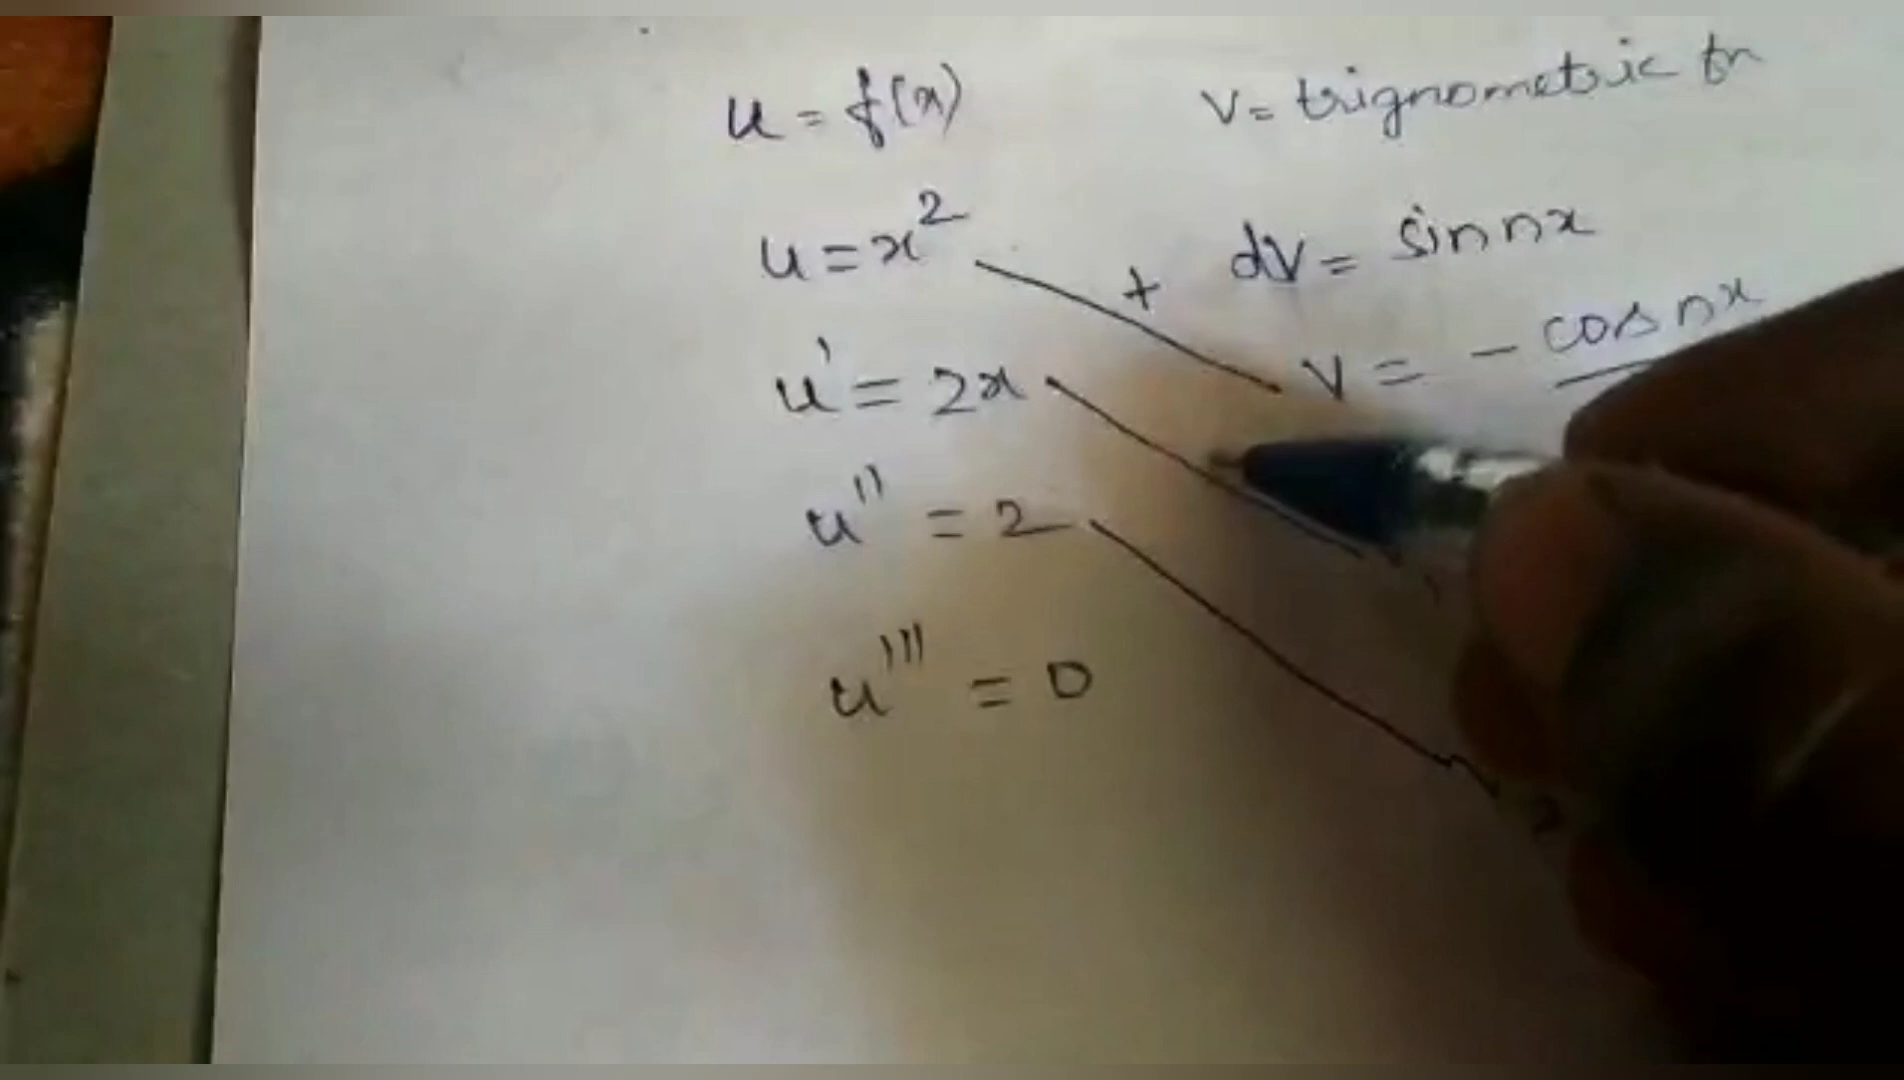 u = f(x) v = trignometric fn
u = x² dv = sin nx
+
u' = 2x v = - cos nx
u'' = 2
u''' = 0